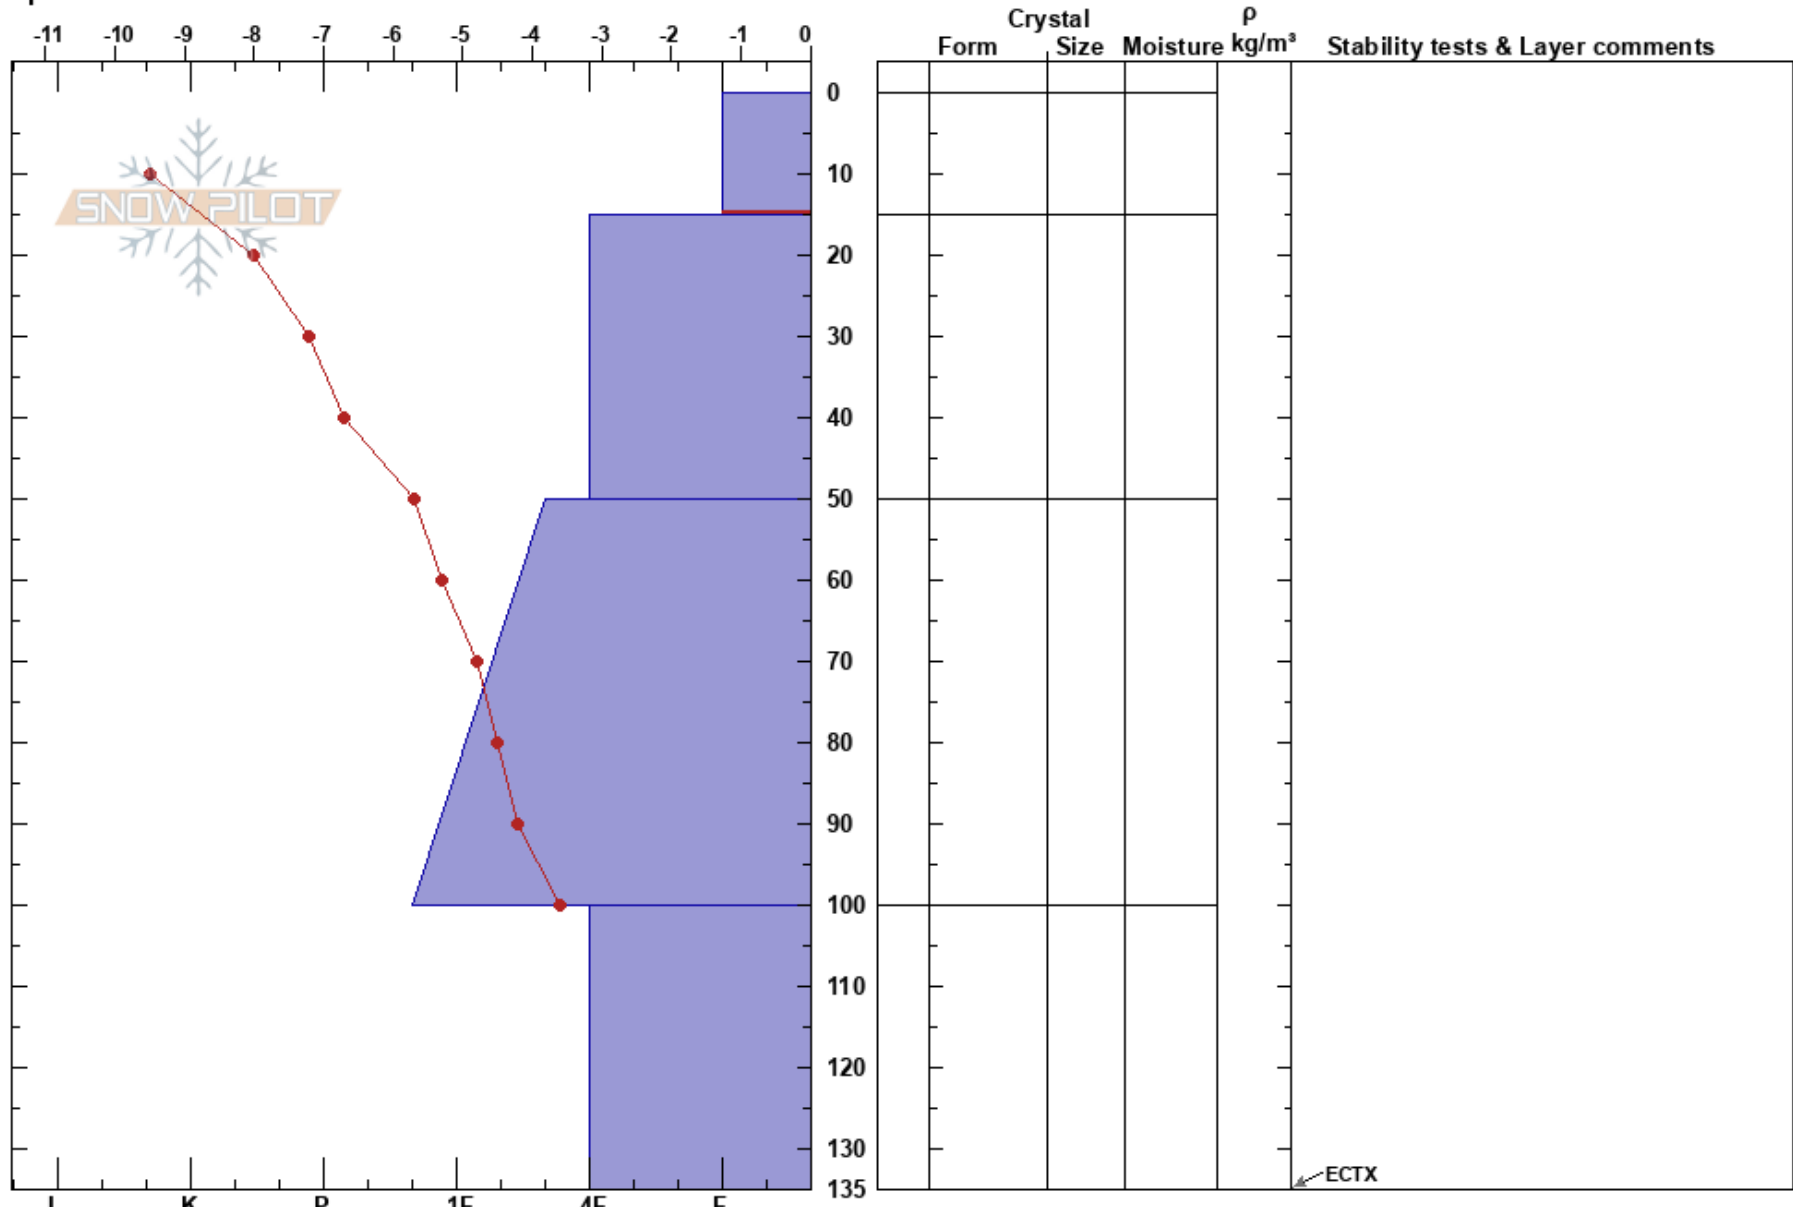 -11 -10 -9 -8 -7 -6 -5 -4 -3 -2 -1 0
Crystal
Form Size Moisture ρ kg/m³ Stability tests & Layer comments
SNOW PILOT
0
10
20
30
40
50
60
70
80
90
100
110
120
130
135
ECTX
I K P 1F 4F F